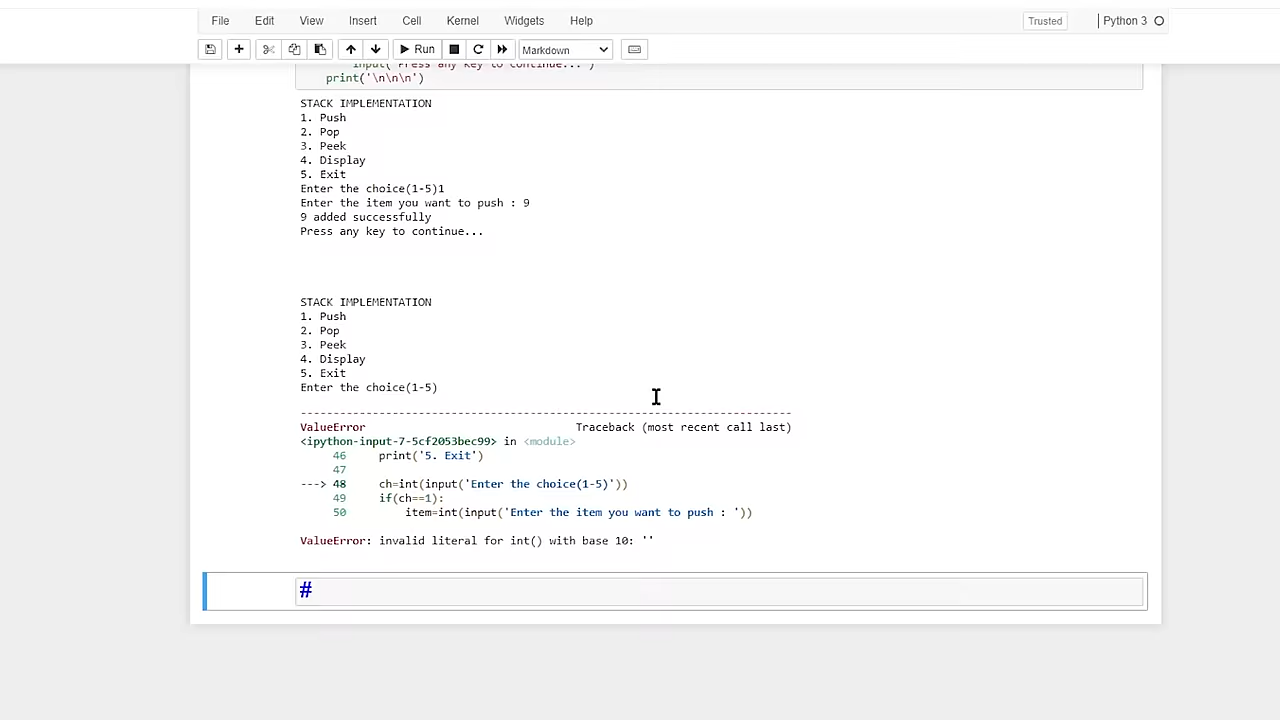 File Edit View Insert Cell Kernel Widgets Help Trusted Python 3
Run Markdown
input('Press any key to continue...')
print('\n\n\n')
STACK IMPLEMENTATION
1. Push
2. Pop
3. Peek
4. Display
5. Exit
Enter the choice(1-5)1
Enter the item you want to push : 9
9 added successfully
Press any key to continue...
STACK IMPLEMENTATION
1. Push
2. Pop
3. Peek
4. Display
5. Exit
Enter the choice(1-5)
---------------------------------------------------------------------------
ValueError Traceback (most recent call last)
<ipython-input-7-5cf2053bec99> in <module>
46 print('5. Exit')
47
---> 48 ch=int(input('Enter the choice(1-5)'))
49 if(ch==1):
50 item=int(input('Enter the item you want to push : '))
ValueError: invalid literal for int() with base 10: ''
#